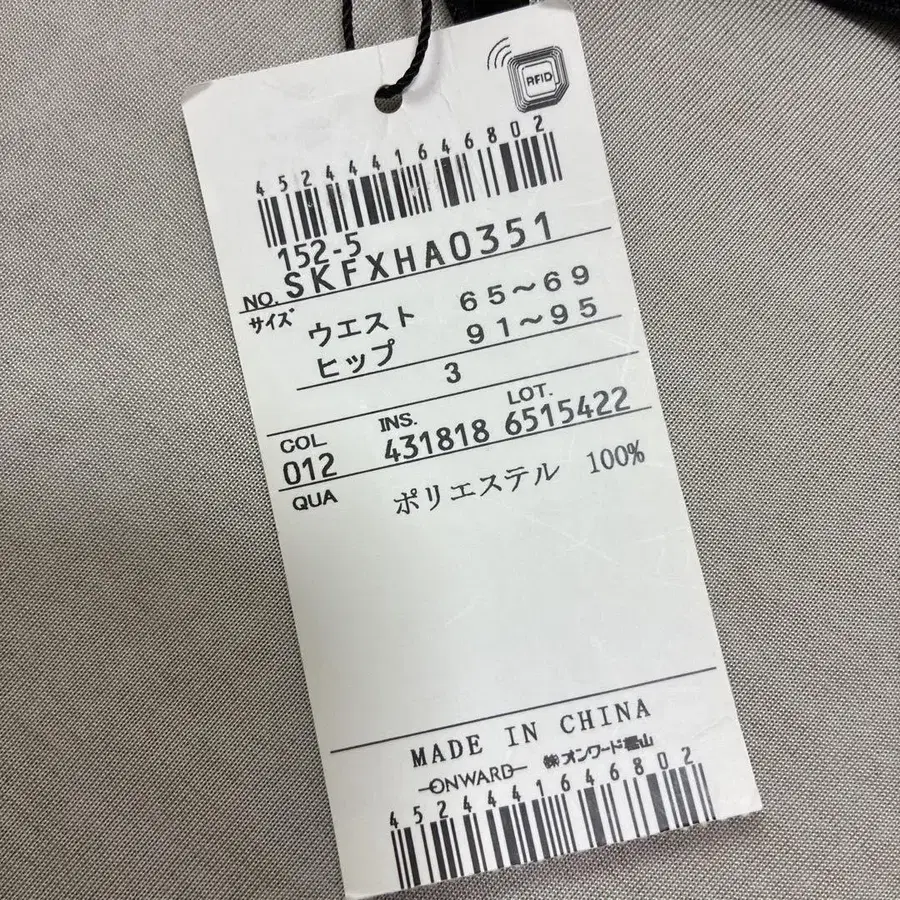 RFID
4524441646802
152-5
NO. SKFXHA0351
サイズ ウエスト 65〜69
ヒップ 91〜95
3
COL INS. LOT.
012 431818 6515422
QUA ポリエステル 100%
MADE IN CHINA
ONWARD ㈱オンワード樫山
4524441646802